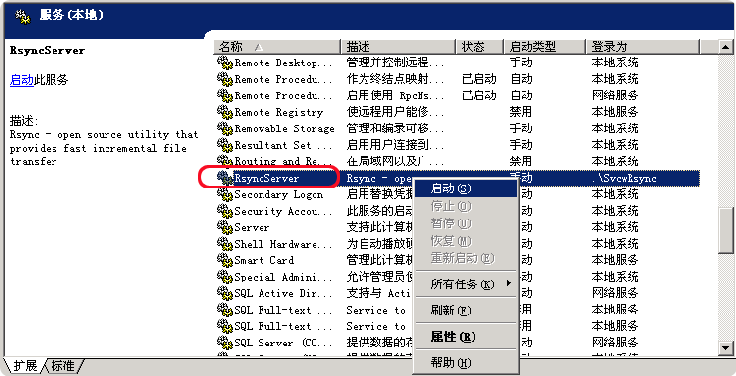 服务(本地)
RsyncServer
启动此服务
描述:
Rsync - open source utility that
provides fast incremental file
transfer
名称 描述 状态 启动类型 登录为
Remote Desktop... 管理并控制远程... 手动 本地系统
Remote Procedu... 作为终结点映射... 已启动 自动 本地系统
Remote Procedu... 启用使用 RpcNs... 已启动 自动 网络服务
Remote Registry 使远程用户能修... 禁用 本地系统
Removable Storage 管理和编录可移... 手动 本地系统
Resultant Set ... 启用用户连接到... 手动 本地系统
Routing and Re... 在局域网以及广 禁用 本地系统
RsyncServer Rsync - ope 手动 .\SvcwRsync
Secondary Logon 启用替换凭据 自动 本地系统
Security Accou... 此服务的启动 自动 本地系统
Server 支持此计算机 自动 本地系统
Shell Hardware... 为自动播放硬 自动 本地系统
Smart Card 管理此计算机 本地系统
Special Admini... 允许管理员使 本地系统
SQL Active Dir... 支持与 Acti 网络服务
SQL Full-text ... Service to 本地系统
SQL Full-text ... Service to 本地系统
SQL Server (CC... 提供数据的存 网络服务
启动(S)
停止(O)
暂停(U)
恢复(M)
重新启动(E)
所有任务(K)
刷新(F)
属性(R)
帮助(H)
扩展 标准